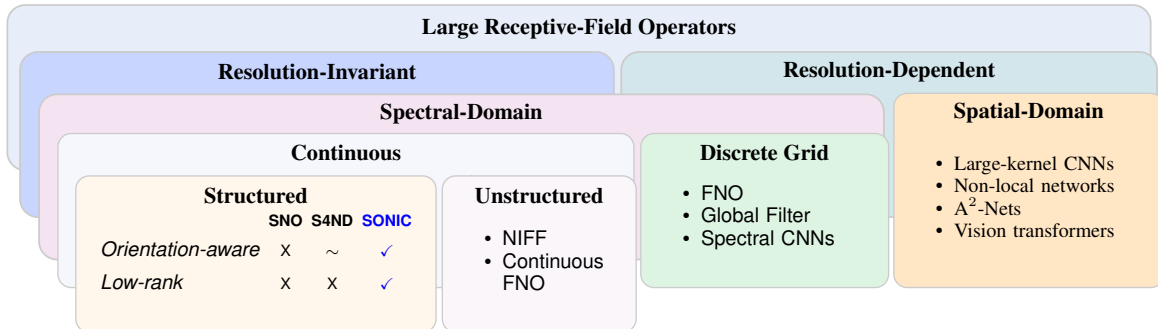 Large Receptive-Field Operators
Resolution-Invariant
Resolution-Dependent
Spectral-Domain
Spatial-Domain
• Large-kernel CNNs
• Non-local networks
• A²-Nets
• Vision transformers
Continuous
Discrete Grid
• FNO
• Global Filter
• Spectral CNNs
Structured
SNO S4ND SONIC
Orientation-aware X ~ ✓
Low-rank X X ✓
Unstructured
• NIFF
• Continuous
FNO